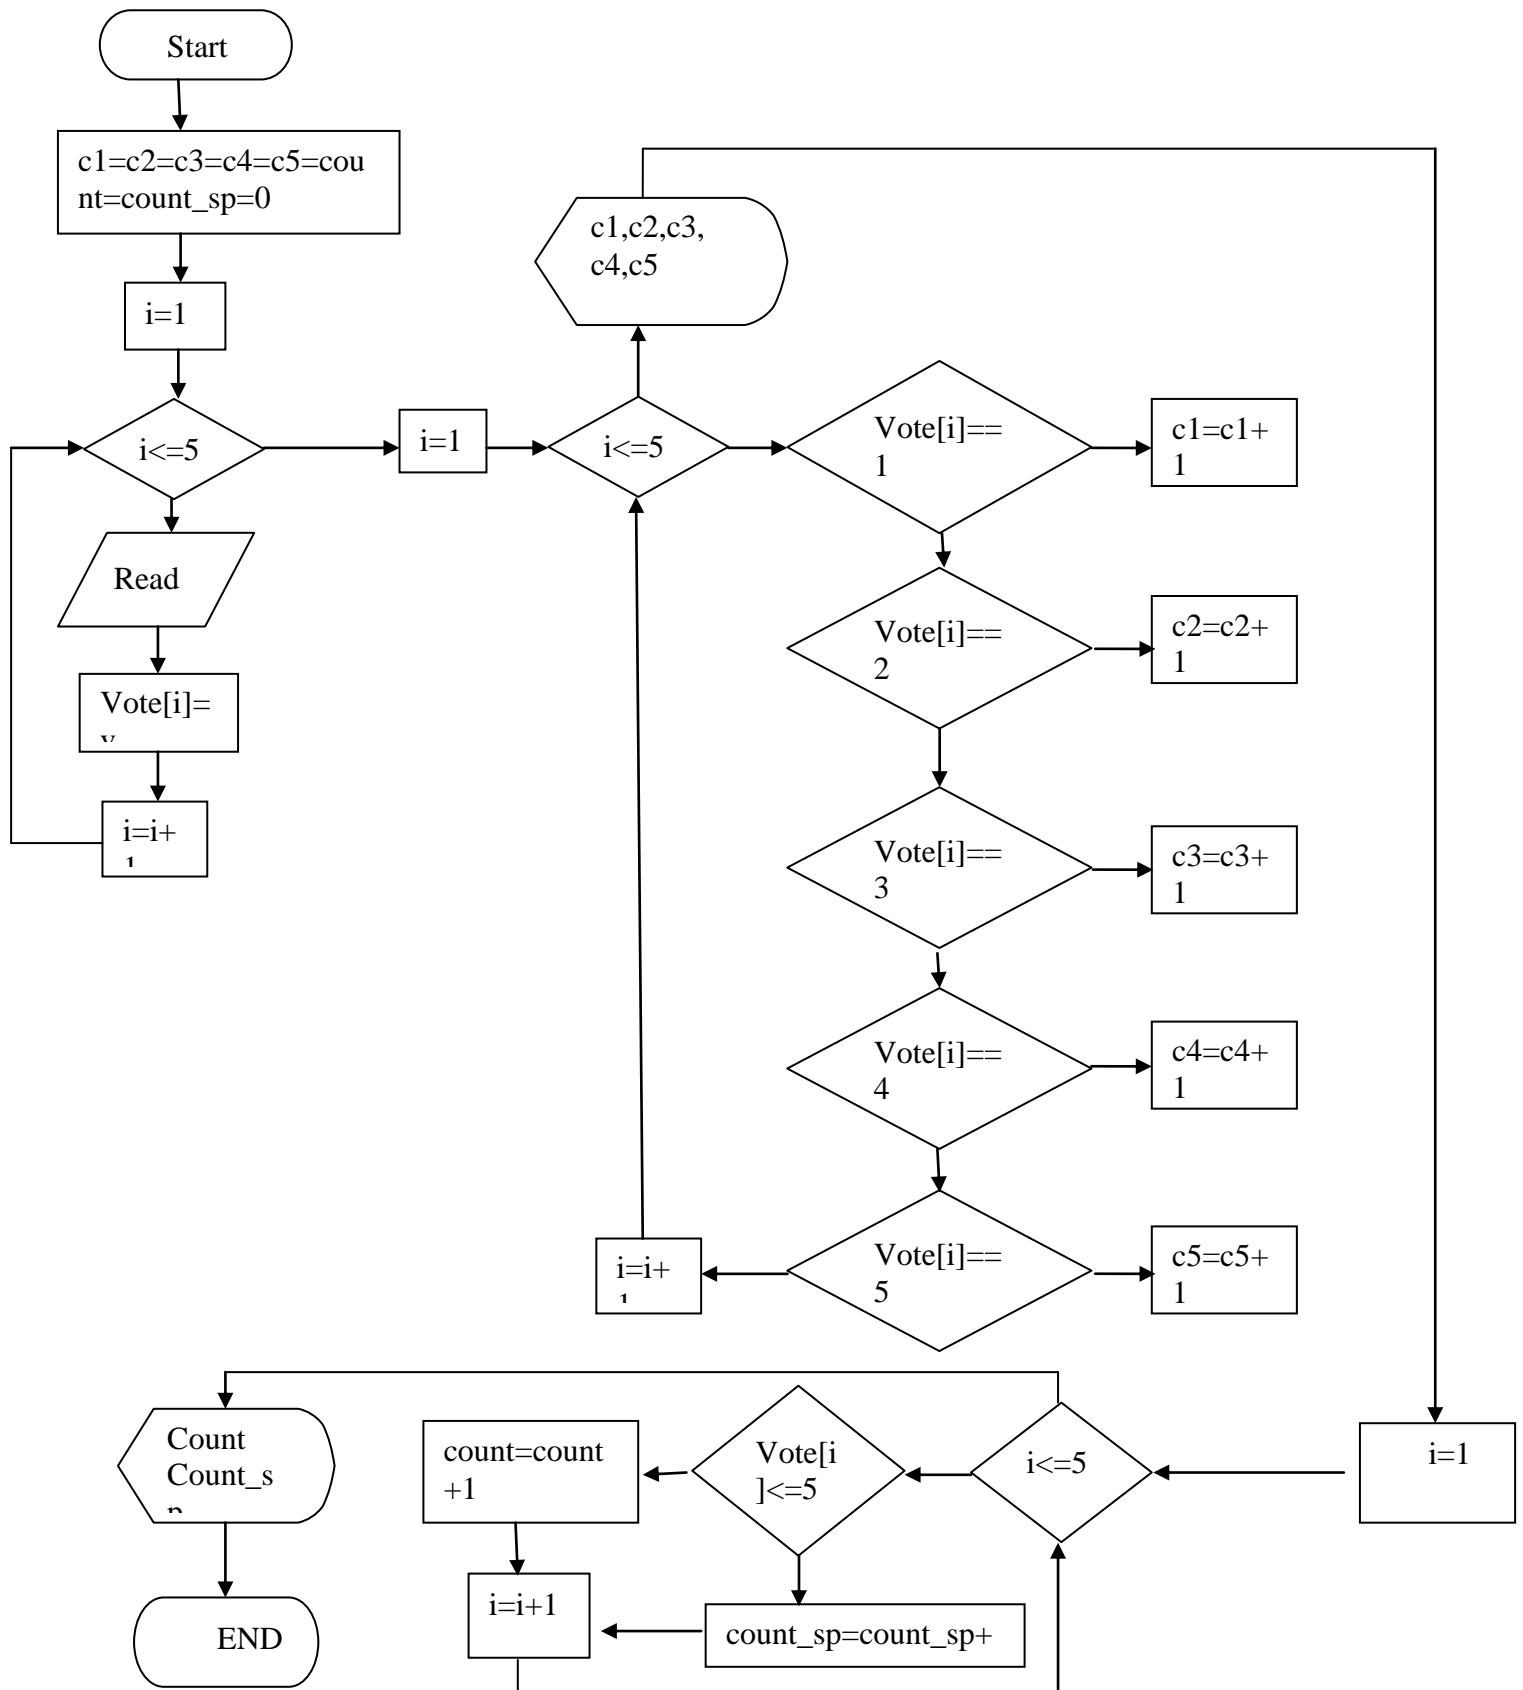 Start
c1=c2=c3=c4=c5=cou
nt=count_sp=0
i=1
i<=5
Read
Vote[i]=
i=i+
i=1
i<=5
c1,c2,c3,
c4,c5
Vote[i]==
1
c1=c1+
1
Vote[i]==
2
c2=c2+
1
Vote[i]==
3
c3=c3+
1
Vote[i]==
4
c4=c4+
1
Vote[i]==
5
c5=c5+
1
i=i+
i=1
i<=5
Vote[i
]<=5
count=count
+1
i=i+1
count_sp=count_sp+
Count
Count_s
END